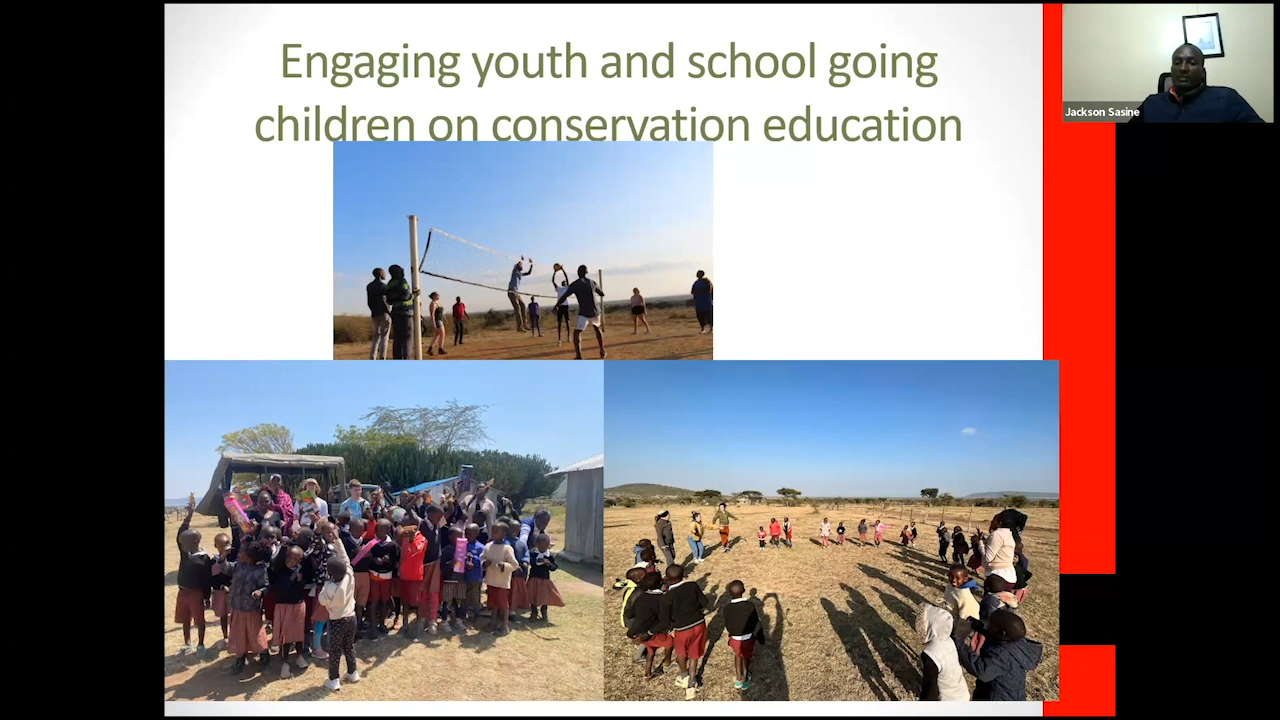 Engaging youth and school going
children on conservation education
Jackson Sasine